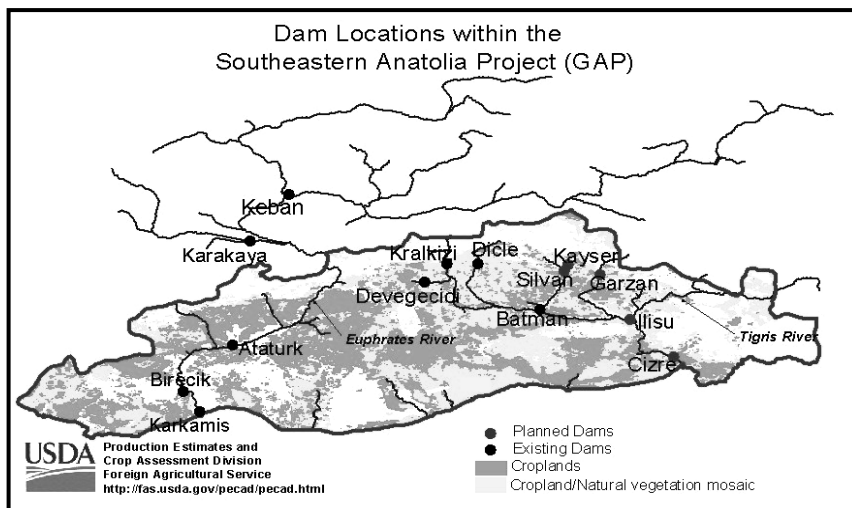 Dam Locations within the
Southeastern Anatolia Project (GAP)
Keban
Karakaya
Kralkizi
Dicle
Kayser
Silvan
Garzan
Devegecidi
Batman
Ilisu
Euphrates River
Tigris River
Ataturk
Cizre
Birecik
Karkamis
USDA
Production Estimates and
Crop Assessment Division
Foreign Agricultural Service
http://fas.usda.gov/pecad/pecad.html
Planned Dams
Existing Dams
Croplands
Cropland/Natural vegetation mosaic